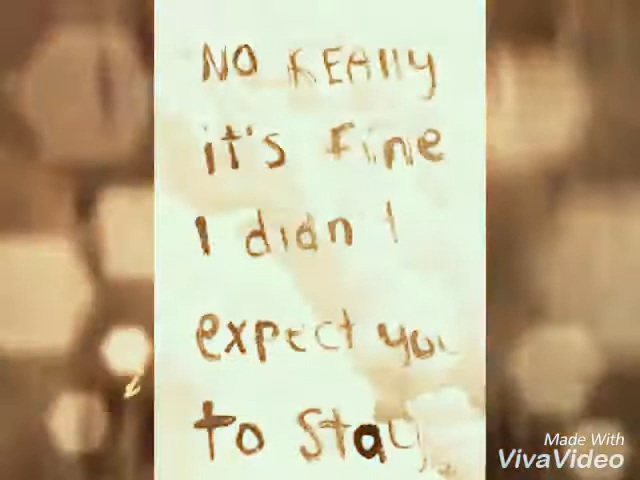 NO REAlly
it's fine
I didn't
expect you
to stay
Made With
VivaVideo